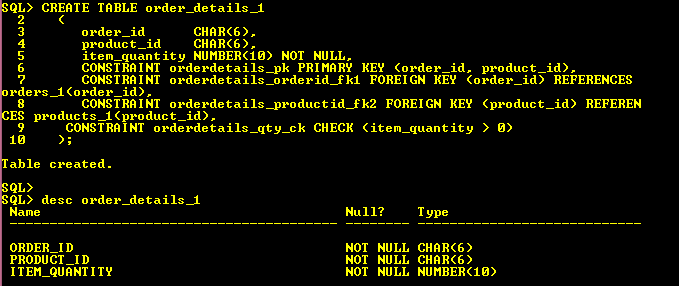 SQL> CREATE TABLE order_details_1
  2     (
  3        order_id      CHAR(6),
  4        product_id    CHAR(6),
  5        item_quantity NUMBER(10) NOT NULL,
  6        CONSTRAINT orderdetails_pk PRIMARY KEY (order_id, product_id),
  7        CONSTRAINT orderdetails_orderid_fk1 FOREIGN KEY (order_id) REFERENCES
orders_1(order_id),
  8        CONSTRAINT orderdetails_productid_fk2 FOREIGN KEY (product_id) REFEREN
CES products_1(product_id),
  9      CONSTRAINT orderdetails_qty_ck CHECK (item_quantity > 0)
 10     );
Table created.
SQL>
SQL> desc order_details_1
 Name                                      Null?    Type
 ----------------------------------------- -------- ----------------------------
 ORDER_ID                                  NOT NULL CHAR(6)
 PRODUCT_ID                                NOT NULL CHAR(6)
 ITEM_QUANTITY                             NOT NULL NUMBER(10)